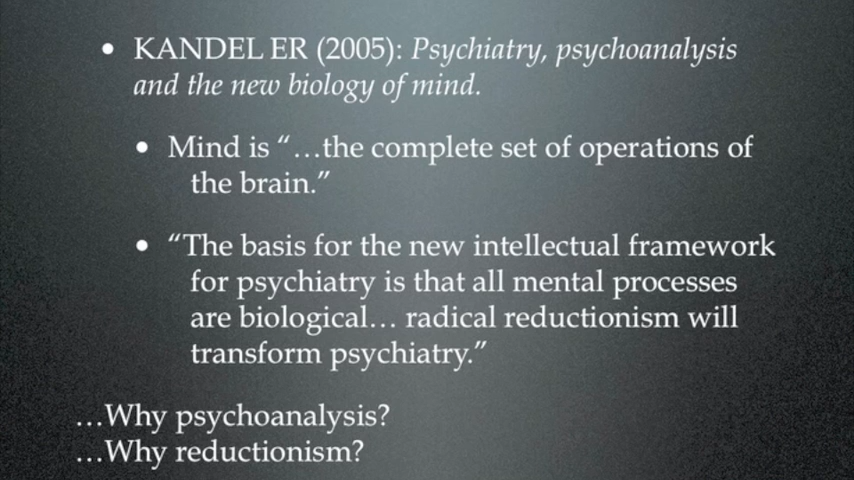 • KANDEL ER (2005): Psychiatry, psychoanalysis
and the new biology of mind.
• Mind is “…the complete set of operations of
the brain.”
• “The basis for the new intellectual framework
for psychiatry is that all mental processes
are biological… radical reductionism will
transform psychiatry.”
…Why psychoanalysis?
…Why reductionism?